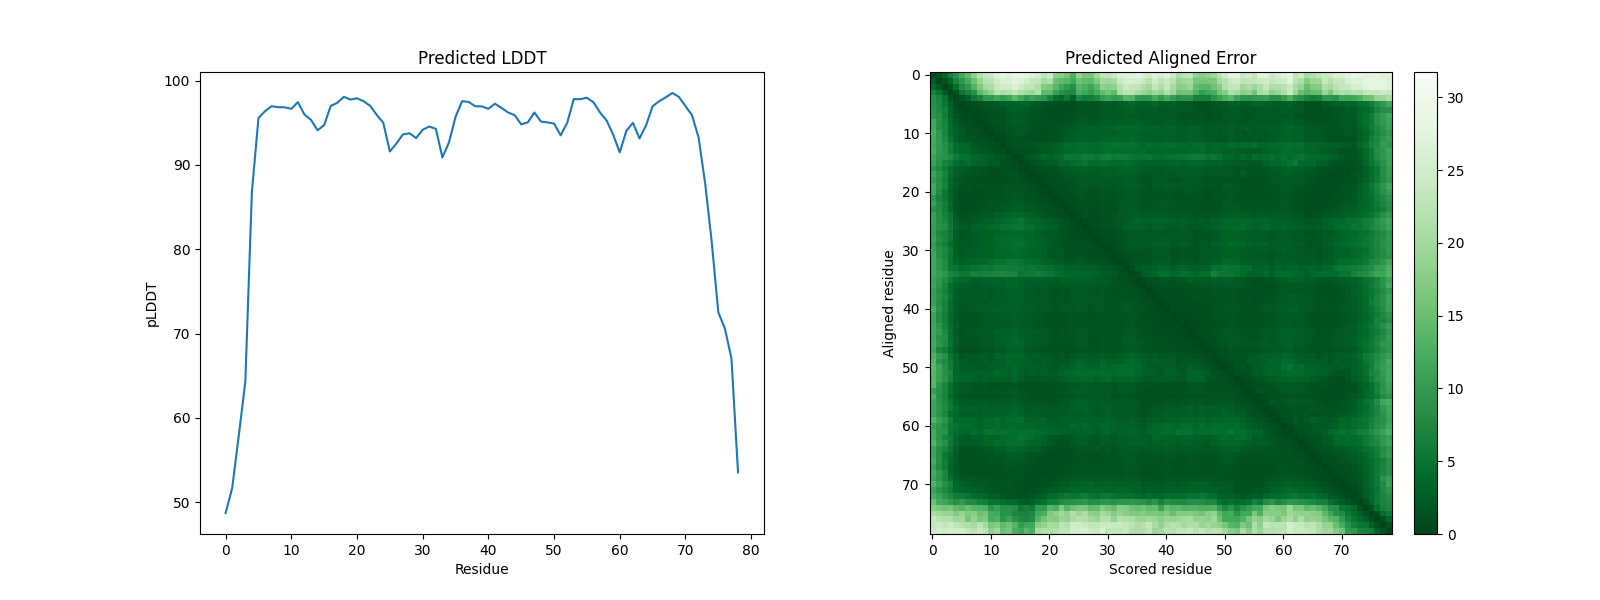 Predicted LDDT
pLDDT
100
90
80
70
60
50
0 10 20 30 40 50 60 70 80
Residue
Predicted Aligned Error
Aligned residue
0
10
20
30
40
50
60
70
0 10 20 30 40 50 60 70
Scored residue
30
25
20
15
10
5
0